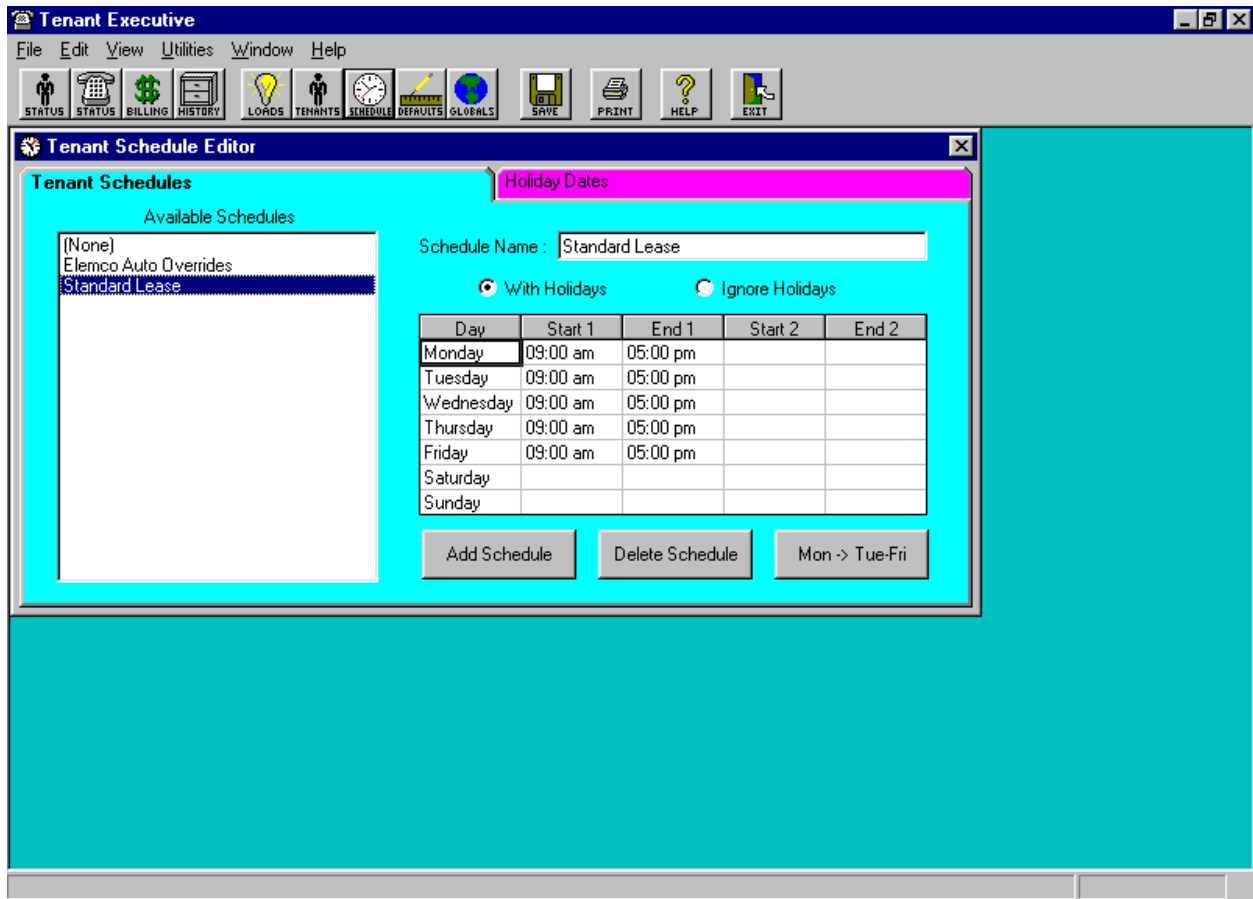 Tenant Executive
File Edit View Utilities Window Help
STATUS STATUS BILLING HISTORY LOADS TENANTS SCHEDULE DEFAULTS GLOBALS SAVE PRINT HELP EXIT
Tenant Schedule Editor
Tenant Schedules Holiday Dates
Available Schedules
(None)
Elemco Auto Overrides
Standard Lease
Schedule Name : Standard Lease
With Holidays Ignore Holidays
Day Start 1 End 1 Start 2 End 2
Monday 09:00 am 05:00 pm
Tuesday 09:00 am 05:00 pm
Wednesday 09:00 am 05:00 pm
Thursday 09:00 am 05:00 pm
Friday 09:00 am 05:00 pm
Saturday
Sunday
Add Schedule Delete Schedule Mon -> Tue-Fri